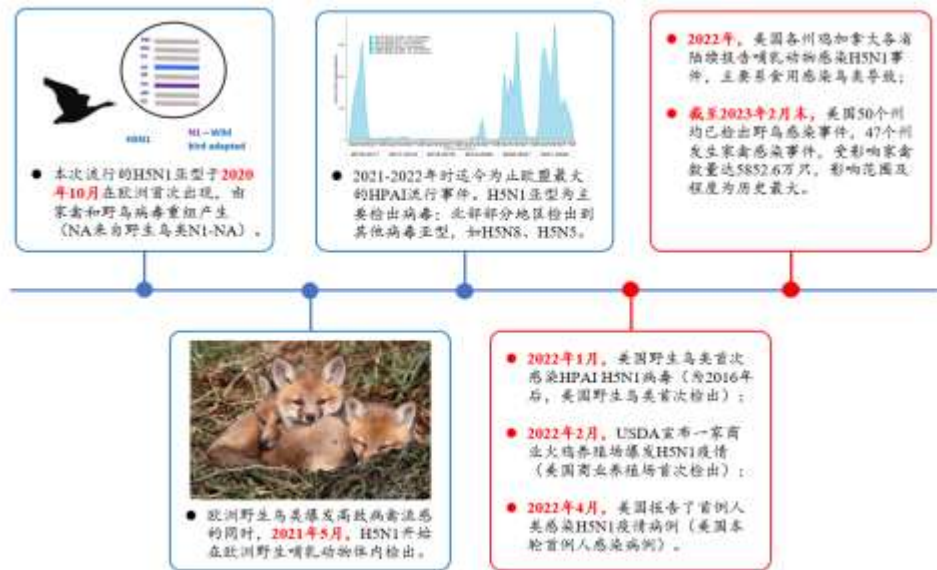 H5N1
N1 – Wild
bird adapted
● 本次流行的H5N1亚型于2020
年10月在欧洲首次出现，由
家禽和野鸟病毒重组产生
（NA来自野生鸟类N1-NA）。
● 2021-2022年时迄今为止欧盟最大
的HPAI流行事件。H5N1亚型为主
要检出病毒；北部部分地区检出到
其他病毒亚型，如H5N8、H5N5。
● 2022年，美国各州鸡加拿大各省
陆续报告哺乳动物感染H5N1事
件，主要系食用感染鸟类导致；
● 截至2023年2月末，美国50个州
均已检出野鸟感染事件，47个州
发生家禽感染事件，受影响家禽
数量达5852.6万只，影响范围及
程度为历史最大。
● 欧洲野生鸟类爆发高致病禽流感
的同时，2021年5月，H5N1开始
在欧洲野生哺乳动物体内检出。
● 2022年1月，美国野生鸟类首次
感染HPAI H5N1病毒（为2016年
后，美国野生鸟类首次检出）；
● 2022年2月，USDA宣布一家商
业火鸡养殖场爆发H5N1疫情
（美国商业养殖场首次检出）；
● 2022年4月，美国报告了首例人
类感染H5N1疫情病例（美国本
轮首例人感染病例）。